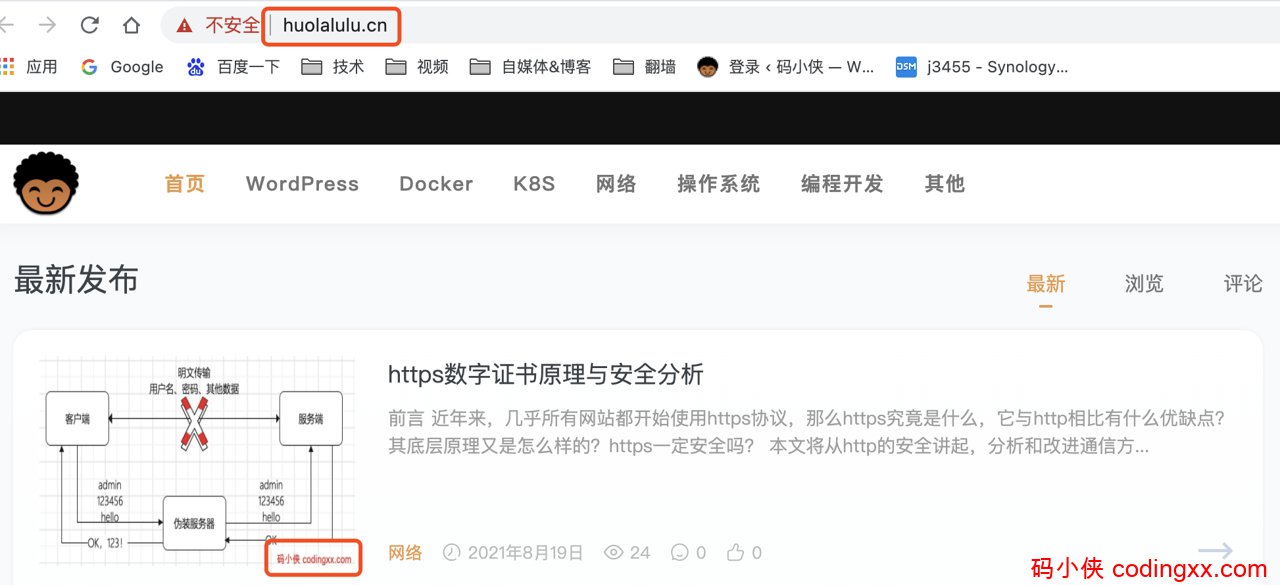 不安全 | huolalulu.cn
应用 Google 百度一下 技术 视频 自媒体&博客 翻墙 登录 ‹ 码小侠 — W... DSM j3455 - Synology...
首页 WordPress Docker K8S 网络 操作系统 编程开发 其他
最新发布
最新 浏览 评论
明文传输
用户名、密码、其他数据
客户端
服务端
admin
123456
hello
admin
123456
hello
伪装服务器
OK, 123!
OK
码小侠 codingxx.com
https数字证书原理与安全分析
前言 近年来，几乎所有网站都开始使用https协议，那么https究竟是什么，它与http相比有什么优缺点？
其底层原理又是怎么样的？https一定安全吗？ 本文将从http的安全讲起，分析和改进通信方...
网络 2021年8月19日 24 0 0
码小侠 codingxx.com